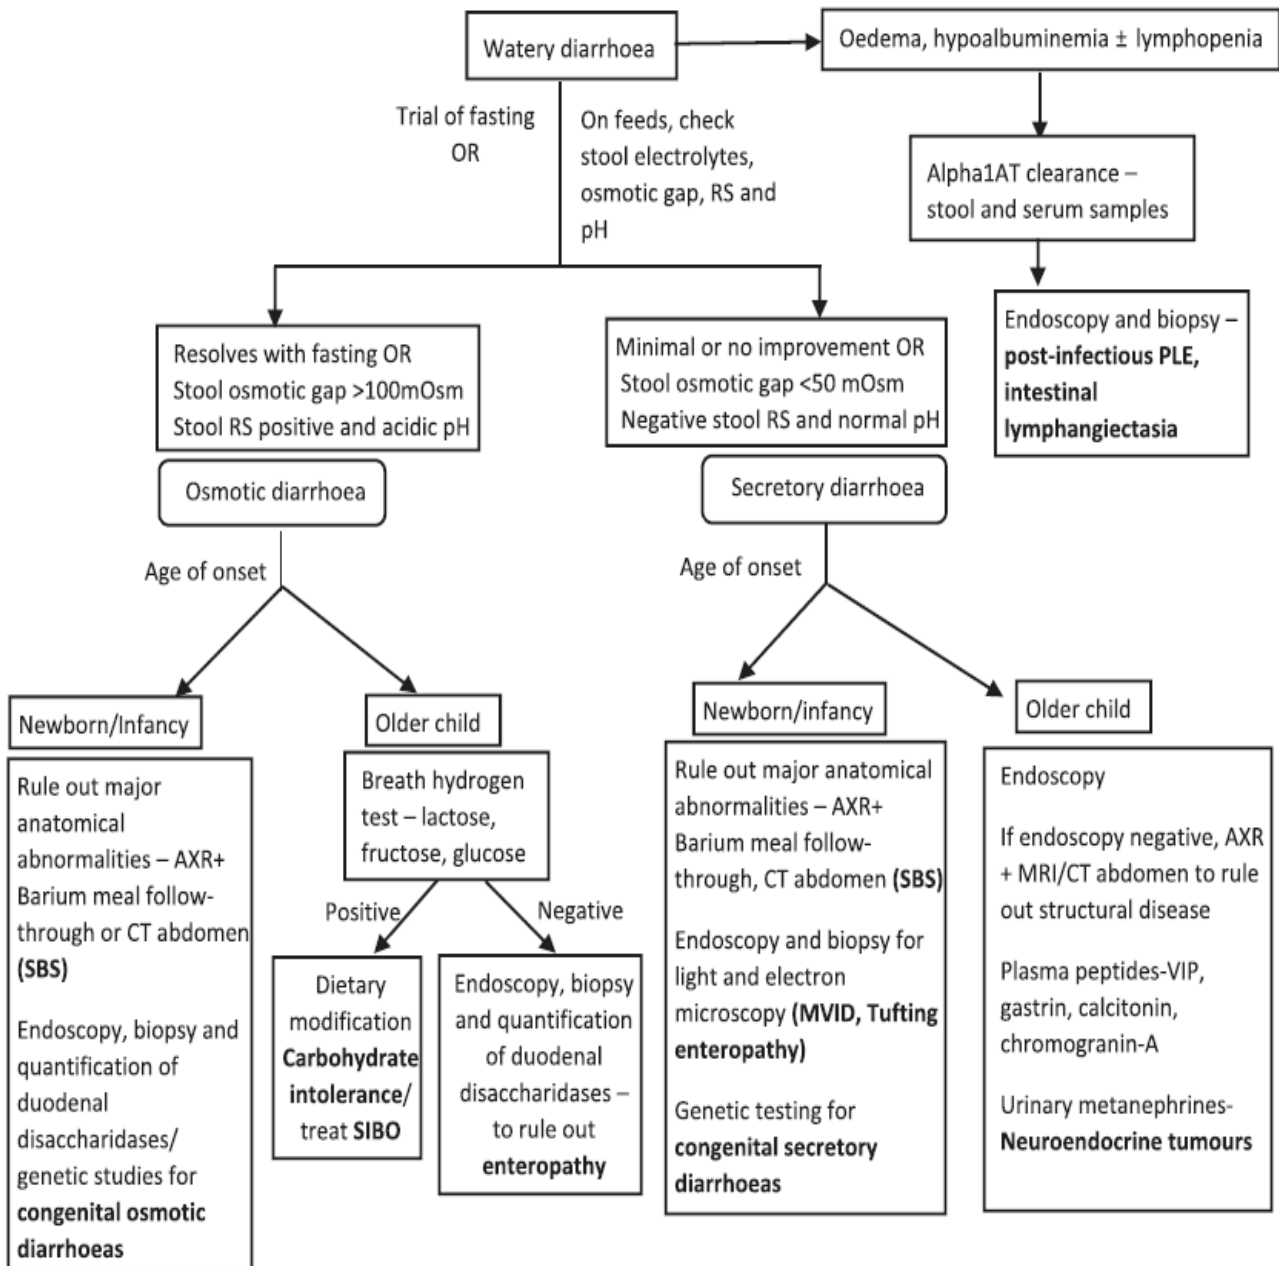 Watery diarrhoea
Oedema, hypoalbuminemia ± lymphopenia
Trial of fasting
OR
On feeds, check
stool electrolytes,
osmotic gap, RS and
pH
Alpha1AT clearance –
stool and serum samples
Endoscopy and biopsy –
post-infectious PLE,
intestinal
lymphangiectasia
Resolves with fasting OR
Stool osmotic gap >100mOsm
Stool RS positive and acidic pH
Minimal or no improvement OR
Stool osmotic gap <50 mOsm
Negative stool RS and normal pH
Osmotic diarrhoea
Secretory diarrhoea
Age of onset
Age of onset
Newborn/Infancy
Rule out major
anatomical
abnormalities – AXR+
Barium meal follow-
through or CT abdomen
(SBS)
Endoscopy, biopsy and
quantification of
duodenal
disaccharidases/
genetic studies for
congenital osmotic
diarrhoeas
Older child
Breath hydrogen
test – lactose,
fructose, glucose
Positive
Negative
Dietary
modification
Carbohydrate
intolerance/
treat SIBO
Endoscopy, biopsy
and quantification
of duodenal
disaccharidases –
to rule out
enteropathy
Newborn/infancy
Rule out major anatomical
abnormalities – AXR+
Barium meal follow-
through, CT abdomen (SBS)
Endoscopy and biopsy for
light and electron
microscopy (MVID, Tufting
enteropathy)
Genetic testing for
congenital secretory
diarrhoeas
Older child
Endoscopy
If endoscopy negative, AXR
+ MRI/CT abdomen to rule
out structural disease
Plasma peptides-VIP,
gastrin, calcitonin,
chromogranin-A
Urinary metanephrines-
Neuroendocrine tumours